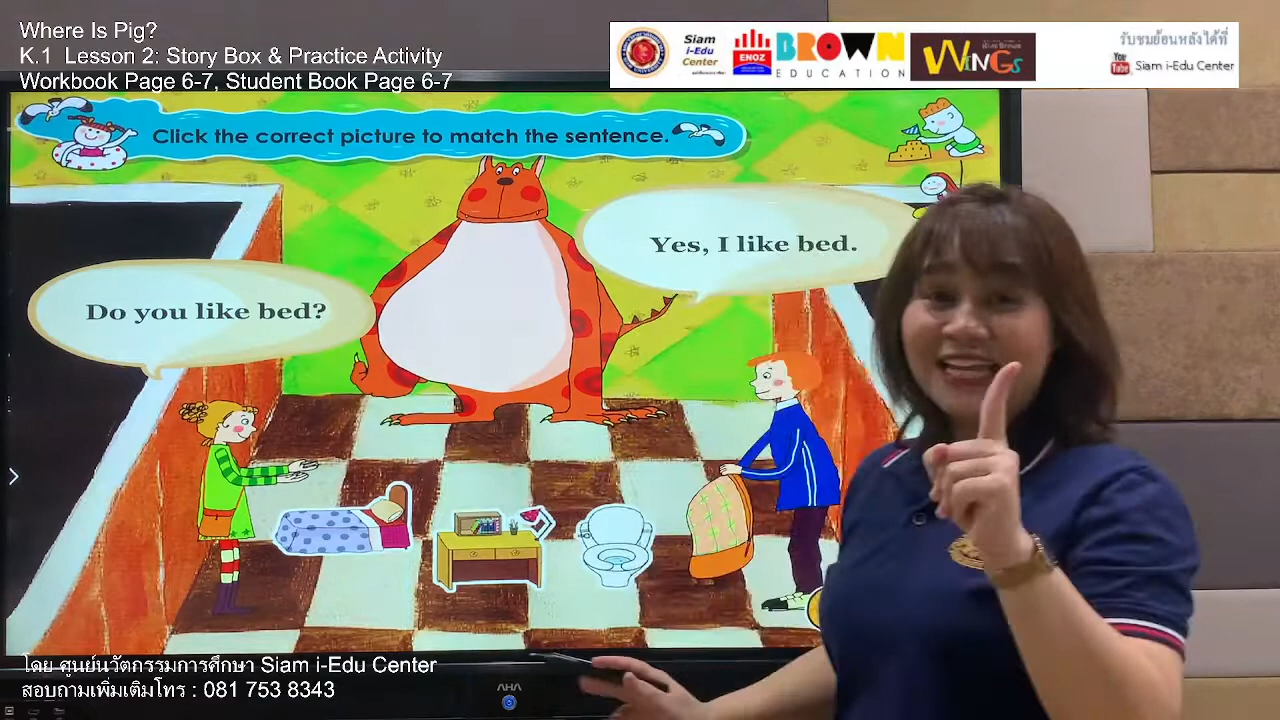 Where Is Pig?
K.1. Lesson 2: Story Box & Practice Activity
Workbook Page 6-7, Student Book Page 6-7
Siam
i-Edu
Center
ENOZ
BROWN
EDUCATION
WiNGs
รับชมย้อนหลังได้ที่
You Tube Siam i-Edu Center
Click the correct picture to match the sentence.
Yes, I like bed.
Do you like bed?
โดย ศูนย์นวัตกรรมการศึกษา Siam i-Edu Center
สอบถามเพิ่มเติมโทร : 081 753 8343
AHA